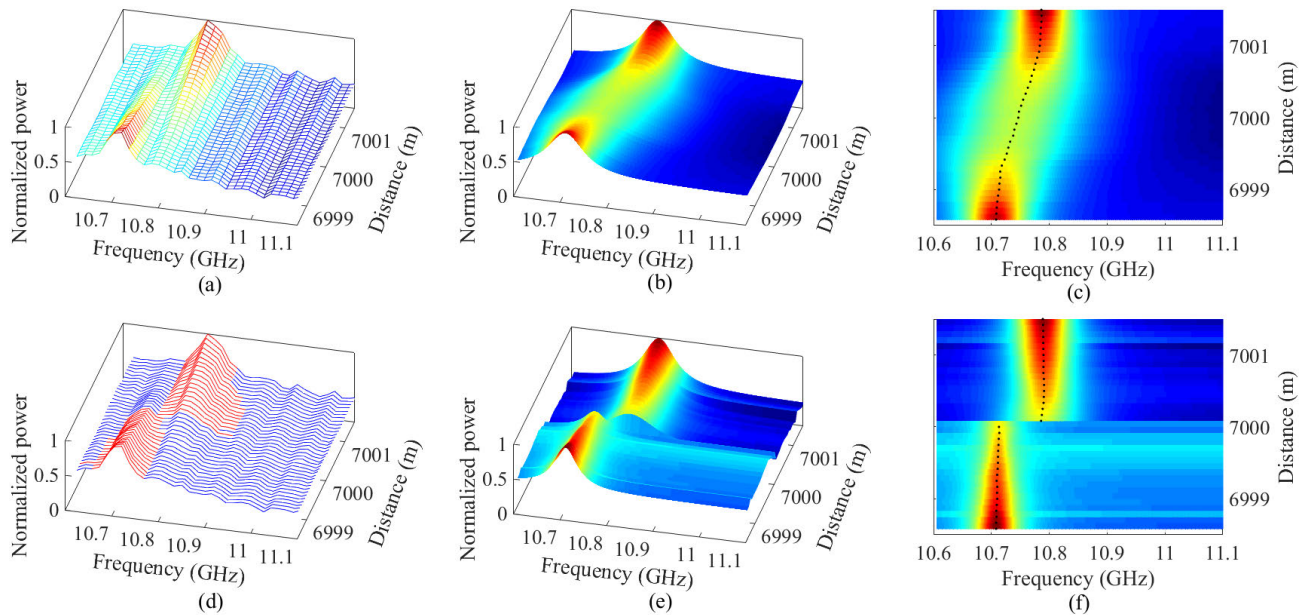 Normalized power
1
0.5
0
10.7
10.8
10.9
11
11.1
Frequency (GHz)
7001
7000
6999
Distance (m)
(a)
Normalized power
1
0.5
0
10.7
10.8
10.9
11
11.1
Frequency (GHz)
7001
7000
6999
Distance (m)
(b)
7001
7000
6999
Distance (m)
10.6 10.7 10.8 10.9 11 11.1
Frequency (GHz)
(c)
Normalized power
1
0.5
0
10.7
10.8
10.9
11
11.1
Frequency (GHz)
7001
7000
6999
Distance (m)
(d)
Normalized power
1
0.5
0
10.7
10.8
10.9
11
11.1
Frequency (GHz)
7001
7000
6999
Distance (m)
(e)
7001
7000
6999
Distance (m)
10.6 10.7 10.8 10.9 11 11.1
Frequency (GHz)
(f)